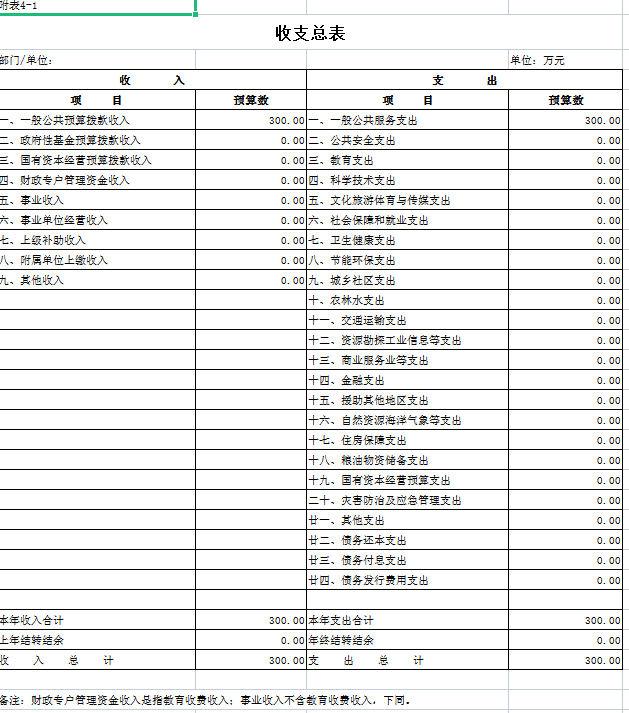 附表4-1
收支总表
部门/单位： 单位：万元
收 入 支 出
项 目 预算数 项 目 预算数
一、一般公共预算拨款收入 300.00 一、一般公共服务支出 300.00
二、政府性基金预算拨款收入 0.00 二、公共安全支出 0.00
三、国有资本经营预算拨款收入 0.00 三、教育支出 0.00
四、财政专户管理资金收入 0.00 四、科学技术支出 0.00
五、事业收入 0.00 五、文化旅游体育与传媒支出 0.00
六、事业单位经营收入 0.00 六、社会保障和就业支出 0.00
七、上级补助收入 0.00 七、卫生健康支出 0.00
八、附属单位上缴收入 0.00 八、节能环保支出 0.00
九、其他收入 0.00 九、城乡社区支出 0.00
十、农林水支出 0.00
十一、交通运输支出 0.00
十二、资源勘探工业信息等支出 0.00
十三、商业服务业等支出 0.00
十四、金融支出 0.00
十五、援助其他地区支出 0.00
十六、自然资源海洋气象等支出 0.00
十七、住房保障支出 0.00
十八、粮油物资储备支出 0.00
十九、国有资本经营预算支出 0.00
二十、灾害防治及应急管理支出 0.00
廿一、其他支出 0.00
廿二、债务还本支出 0.00
廿三、债务付息支出 0.00
廿四、债务发行费用支出 0.00
本年收入合计 300.00 本年支出合计 300.00
上年结转结余 0.00 年终结转结余 0.00
收 入 总 计 300.00 支 出 总 计 300.00
备注：财政专户管理资金收入是指教育收费收入；事业收入不含教育收费收入，下同。